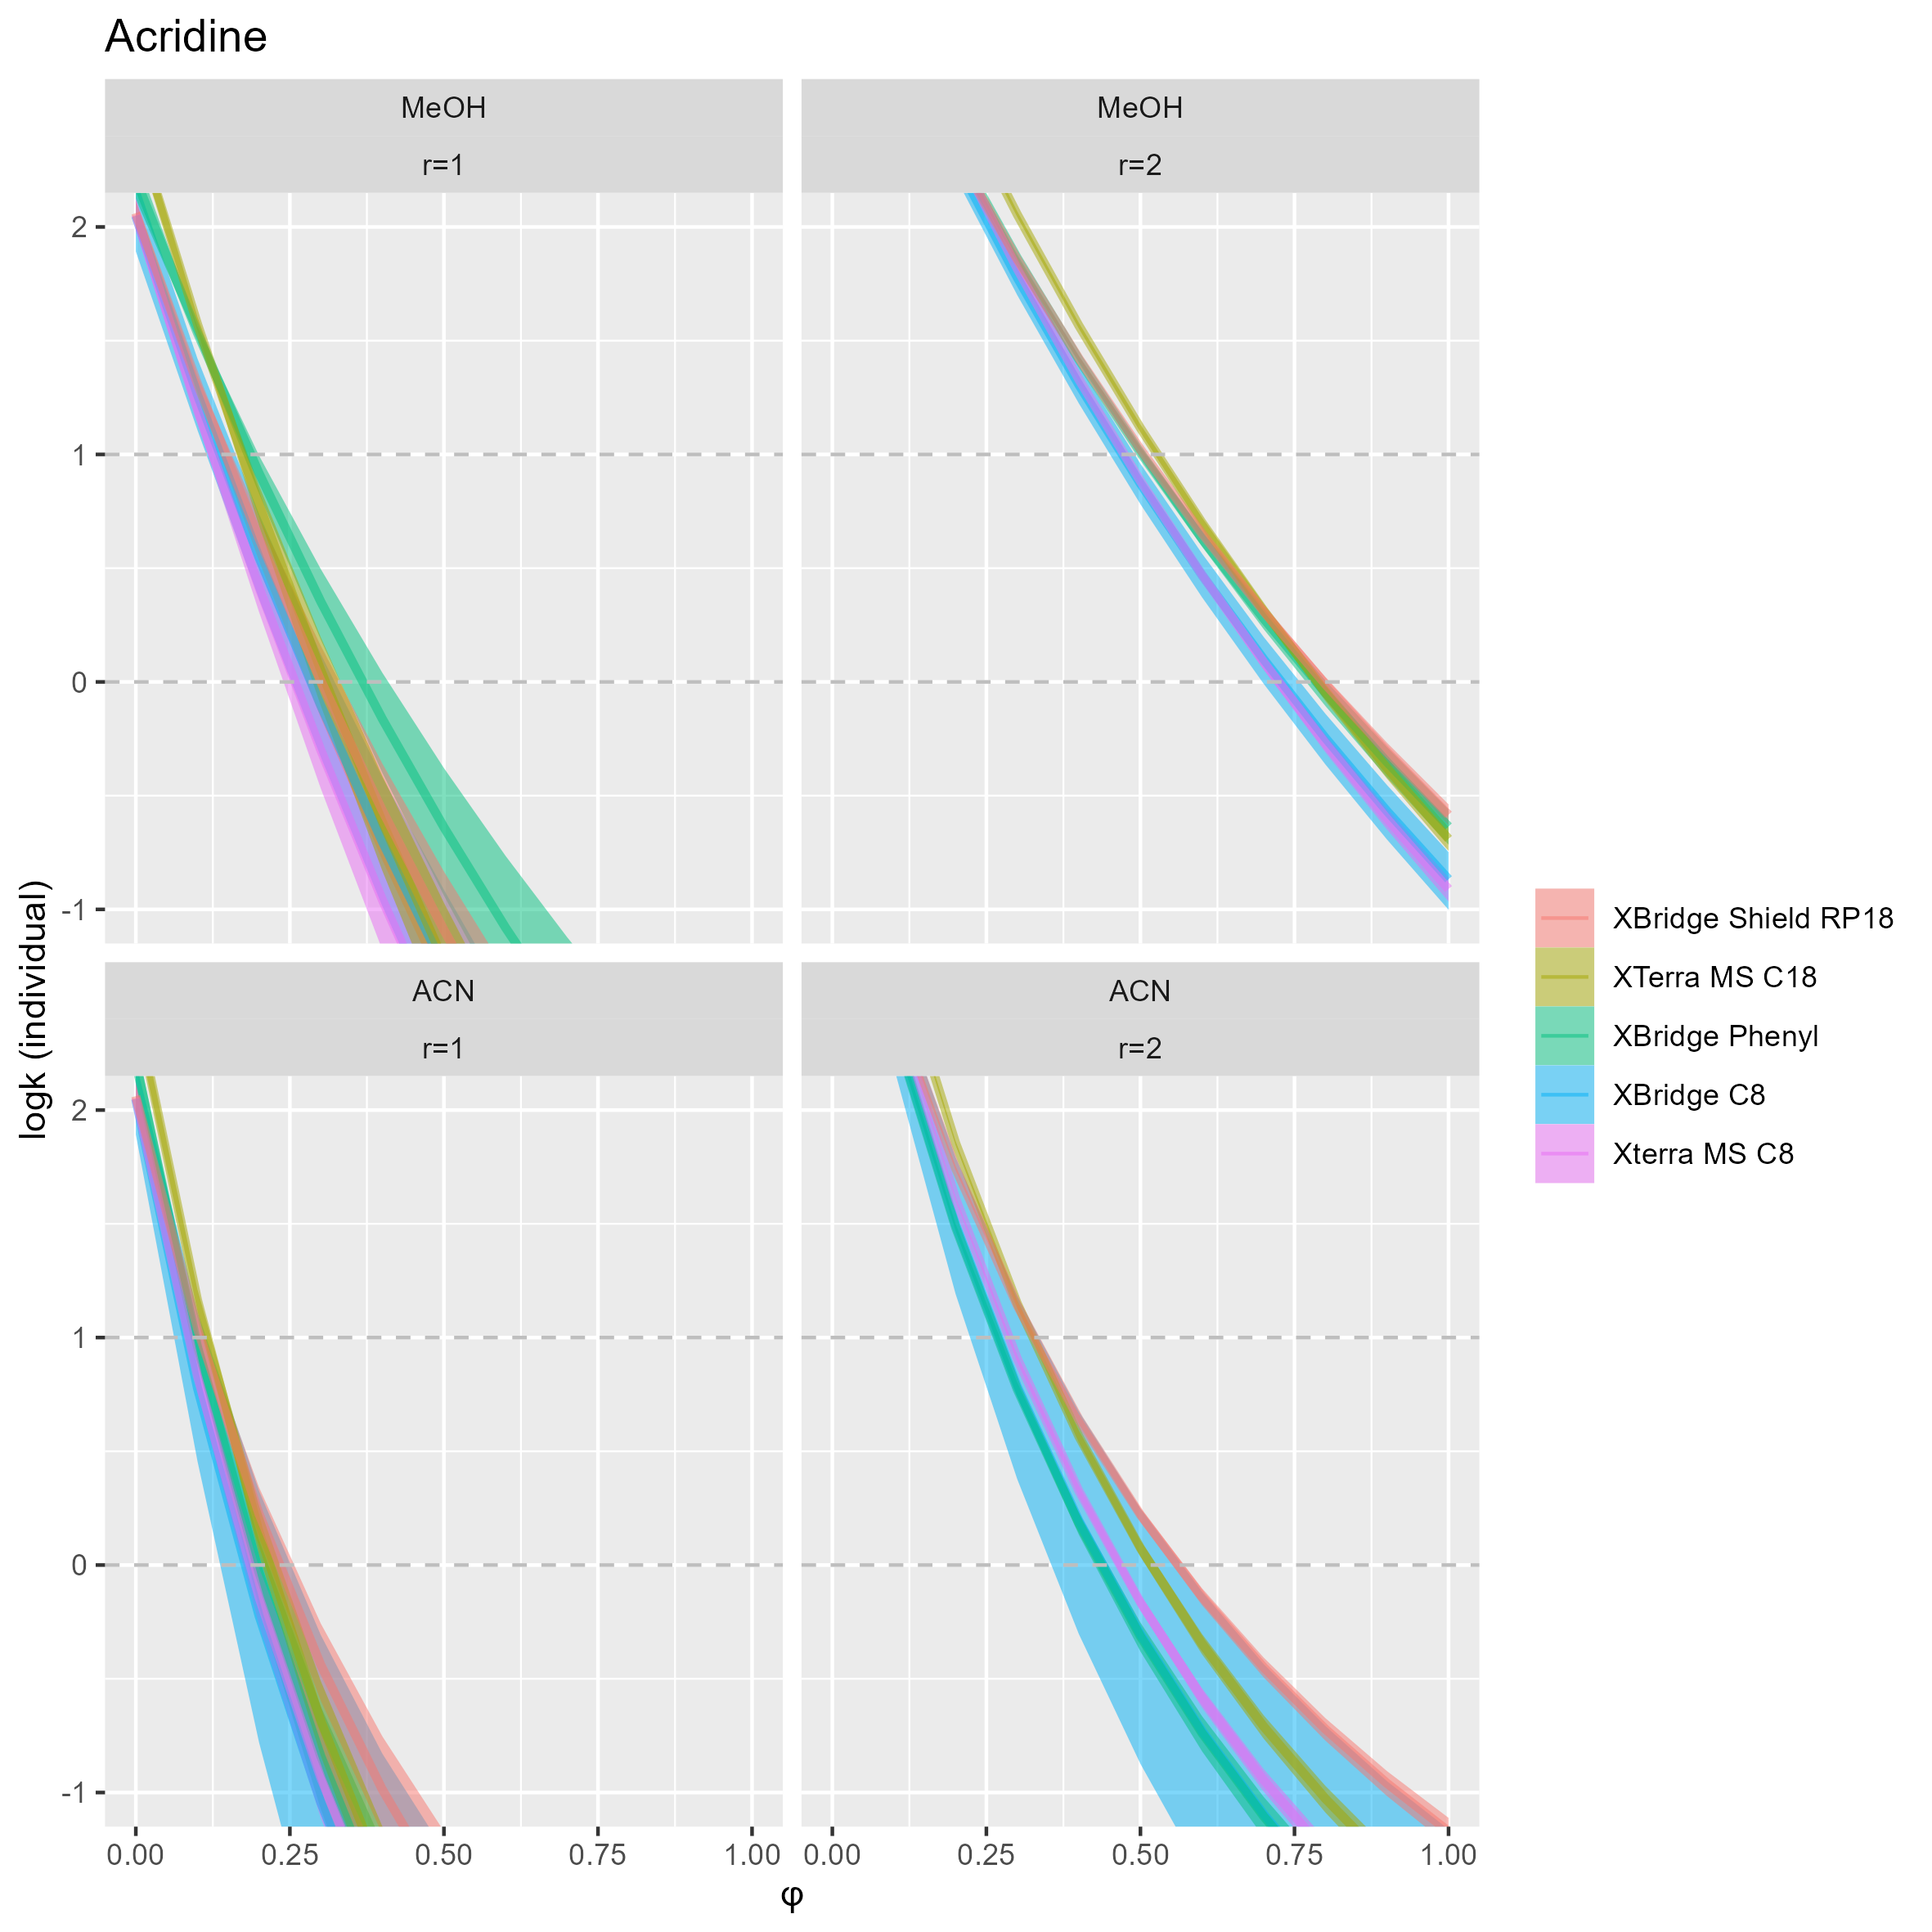 Acridine
MeOH
r=1
MeOH
r=2
2
1
0
-1
ACN
r=1
ACN
r=2
2
1
0
-1
0.00 0.25 0.50 0.75 1.00
0.00 0.25 0.50 0.75 1.00
φ
logk (individual)
XBridge Shield RP18
XTerra MS C18
XBridge Phenyl
XBridge C8
Xterra MS C8